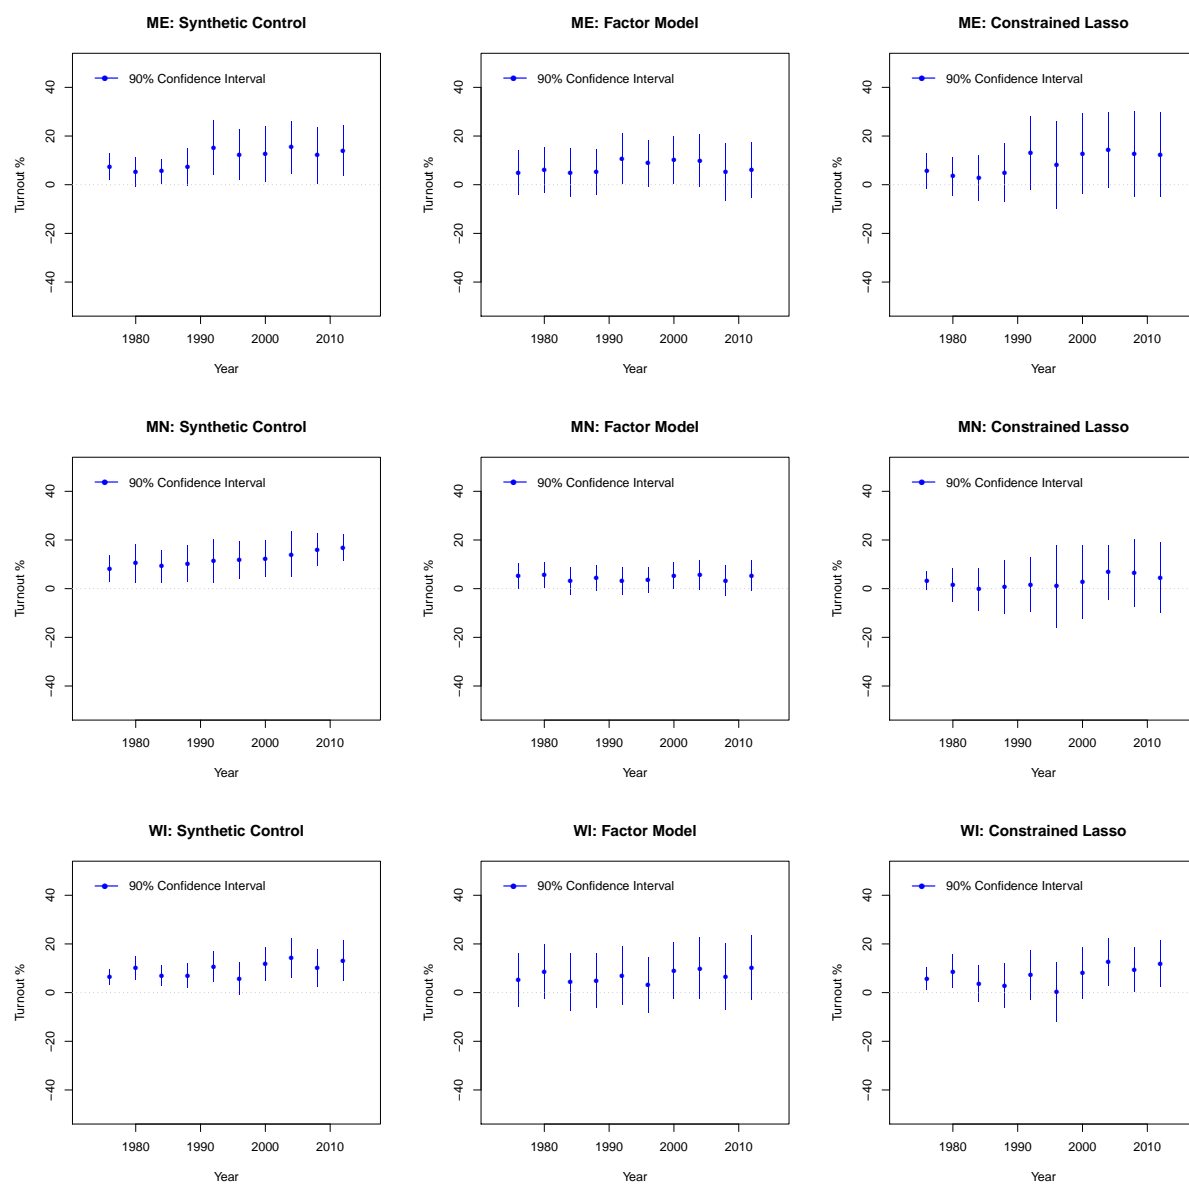 ME: Synthetic Control
90% Confidence Interval
Turnout %
40
20
0
−20
−40
1980 1990 2000 2010
Year
ME: Factor Model
90% Confidence Interval
Turnout %
40
20
0
−20
−40
1980 1990 2000 2010
Year
ME: Constrained Lasso
90% Confidence Interval
Turnout %
40
20
0
−20
−40
1980 1990 2000 2010
Year
MN: Synthetic Control
90% Confidence Interval
Turnout %
40
20
0
−20
−40
1980 1990 2000 2010
Year
MN: Factor Model
90% Confidence Interval
Turnout %
40
20
0
−20
−40
1980 1990 2000 2010
Year
MN: Constrained Lasso
90% Confidence Interval
Turnout %
40
20
0
−20
−40
1980 1990 2000 2010
Year
WI: Synthetic Control
90% Confidence Interval
Turnout %
40
20
0
−20
−40
1980 1990 2000 2010
Year
WI: Factor Model
90% Confidence Interval
Turnout %
40
20
0
−20
−40
1980 1990 2000 2010
Year
WI: Constrained Lasso
90% Confidence Interval
Turnout %
40
20
0
−20
−40
1980 1990 2000 2010
Year